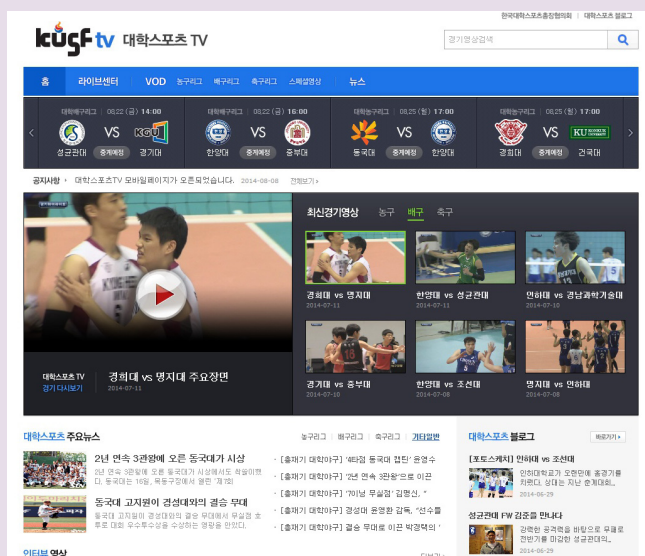 한국대학스포츠총장협의회 | 대학스포츠 블로그
kusf tv 대학스포츠 TV
경기영상검색
홈 라이브센터 VOD 농구리그 배구리그 축구리그 스페셜영상 뉴스
대학배구리그 | 08.22 (금) 14:00
성균관대 VS 중계예정 KGU 경기대
대학배구리그 | 08.22 (금) 16:00
한양대 VS 중계예정 중부대
대학농구리그 | 08.25 (월) 17:00
동국대 VS 중계예정 한양대
대학농구리그 | 08.25 (월) 17:00
경희대 VS 중계예정 KU 건국대
공지사항 대학스포츠TV 모바일페이지가 오픈되었습니다. 2014-08-08 전체보기
최신경기영상 농구 배구 축구
경희대 vs 명지대
2014-07-11
한양대 vs 성균관대
2014-07-11
인하대 vs 경남과학기술대
2014-07-10
경기대 vs 중부대
2014-07-10
한양대 vs 조선대
2014-07-08
명지대 vs 인하대
2014-07-08
대학스포츠 TV
경기 다시보기
경희대 vs 명지대 주요장면
2014-07-11
대학스포츠 주요뉴스
농구리그 | 배구리그 | 축구리그 | 기타일반
2년 연속 3관왕에 오른 동국대가 시상
2년 연속 3관왕에 오른 동국대가 시상에서도 싹쓸이했
다. 동국대는 16일, 목동구장에서 열린 '제1회
동국대 고지원이 경성대와의 결승 무대
동국대 고지원이 경성대와의 결승 무대에서 무실점 호
투로 대회 우수투수상을 수상하는 영광을 안았다.
[홍재기 대학야구] '4타점 동국대 캡틴' 윤영수
[홍재기 대학야구] '2년 연속 3관왕'으로 이끈
[홍재기 대학야구] '7이닝 무실점' 김명신, "
[홍재기 대학야구] 경성대 윤영환 감독, "선수들
[홍재기 대학야구] 결승 무대로 이끈 박경택의 '
대학스포츠 블로그
바로가기
[포토스케치] 인하대 vs 조선대
인하대학교가 오랜만에 홈경기를
치렀다. 상대는 지난 춘계대회..
2014-06-29
성균관대 FW 김준를 만나다
강력한 공격력을 바탕으로 무패로
전반기를 마감한 성균관대의..
2014-06-29
인터뷰 영상
더보기